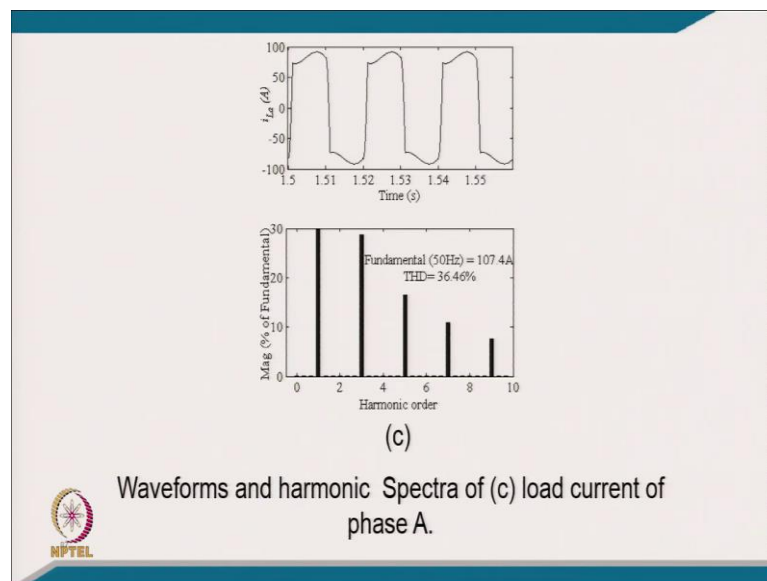 100
50
0
-50
-100
i_La (A)
1.5 1.51 1.52 1.53 1.54 1.55
Time (s)
30
20
10
0
Mag (% of Fundamental)
Fundamental (50Hz) = 107.4A
THD= 36.46%
0 2 4 6 8 10
Harmonic order
(c)
Waveforms and harmonic Spectra of (c) load current of
phase A.
NPTEL